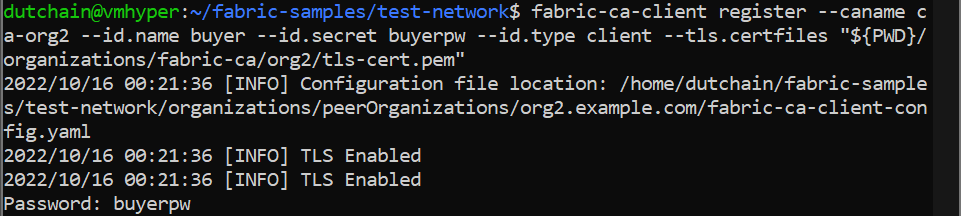 dutchain@vmhyper:~/fabric-samples/test-network$ fabric-ca-client register --caname c
a-org2 --id.name buyer --id.secret buyerpw --id.type client --tls.certfiles "${PWD}/
organizations/fabric-ca/org2/tls-cert.pem"
2022/10/16 00:21:36 [INFO] Configuration file location: /home/dutchain/fabric-sample
s/test-network/organizations/peerOrganizations/org2.example.com/fabric-ca-client-con
fig.yaml
2022/10/16 00:21:36 [INFO] TLS Enabled
2022/10/16 00:21:36 [INFO] TLS Enabled
Password: buyerpw